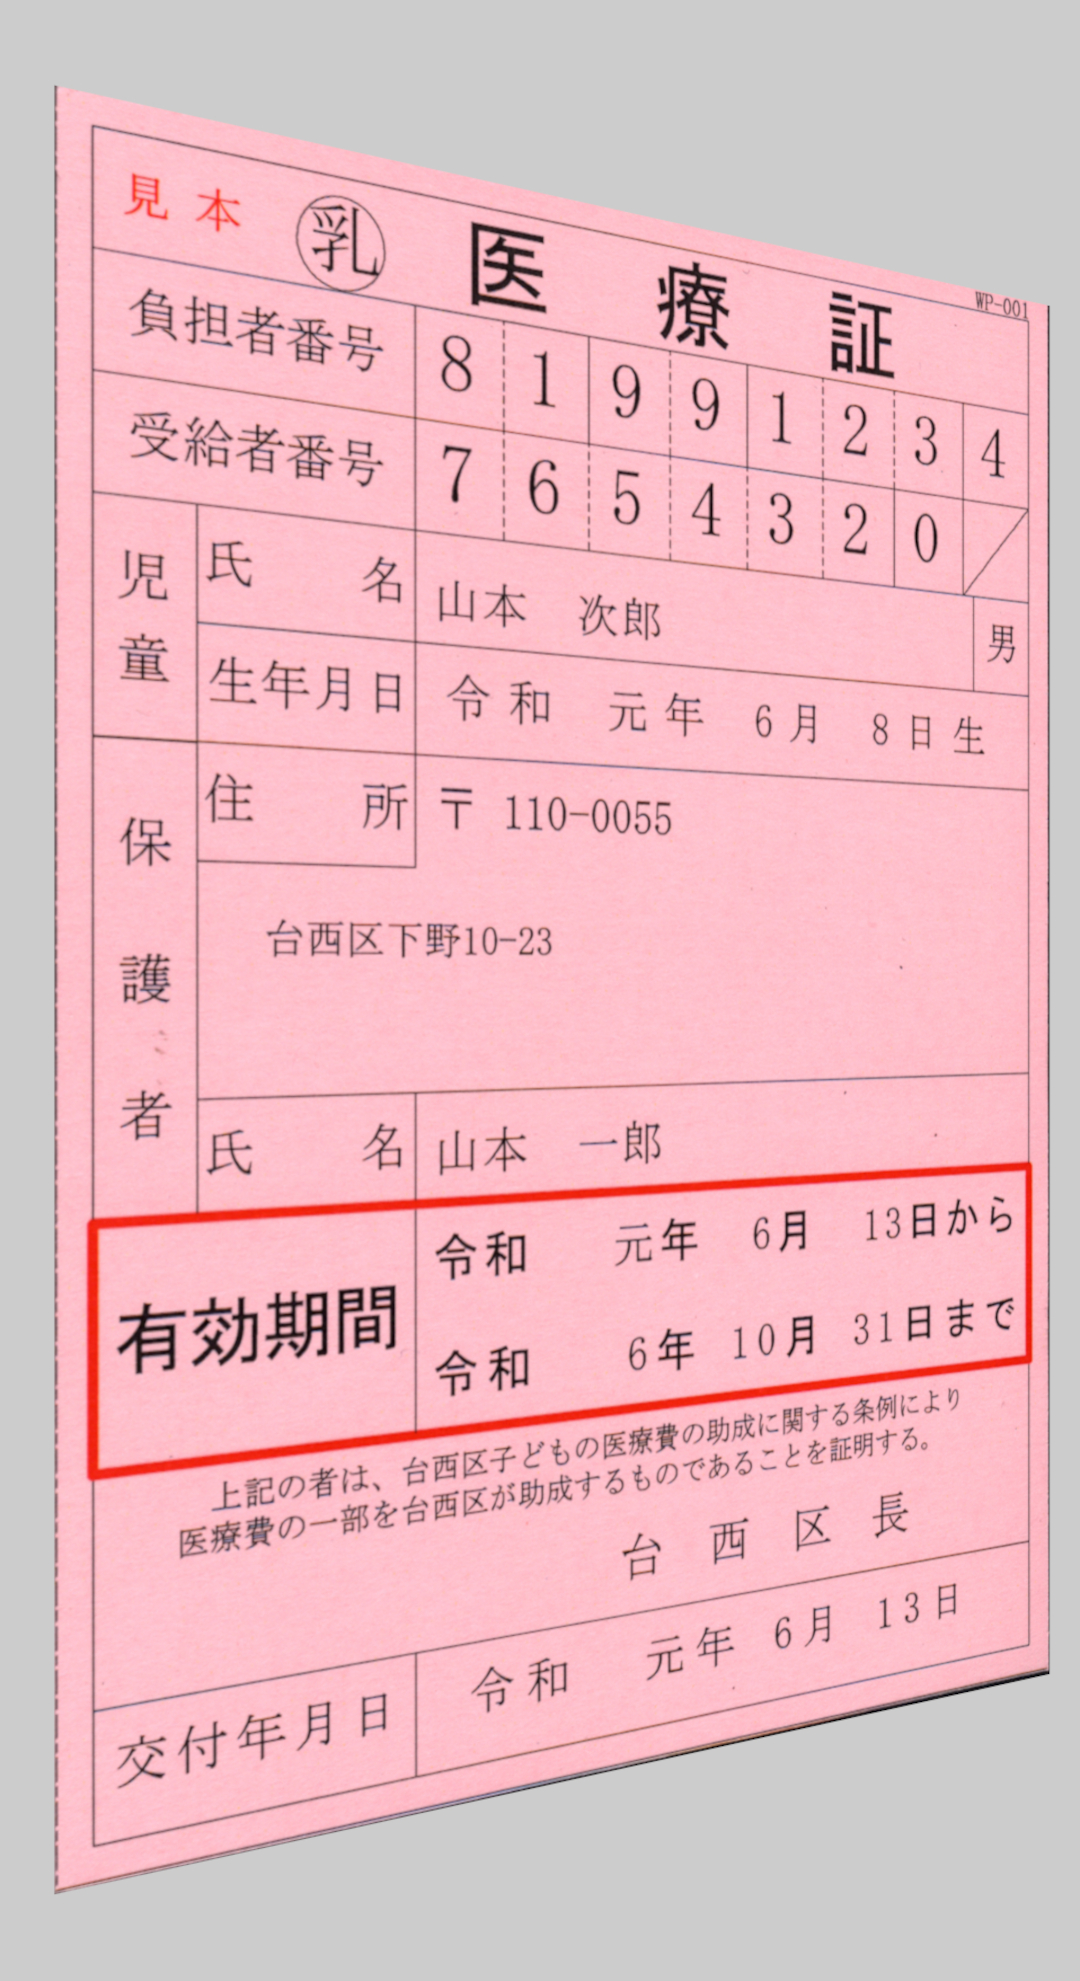 見本 乳 医療証
WP-001
負担者番号 8 1 9 9 1 2 3 4
受給者番号 7 6 5 4 3 2 0
児童
氏名 山本 次郎 男
生年月日 令和 元年 6月 8日生
保護者
住所 〒 110-0055
台西区下野10-23
氏名 山本 一郎
有効期間
令和 元年 6月 13日から
令和 6年 10月 31日まで
上記の者は、台西区子どもの医療費の助成に関する条例により
医療費の一部を台西区が助成するものであることを証明する。
台西区長
交付年月日 令和 元年 6月 13日